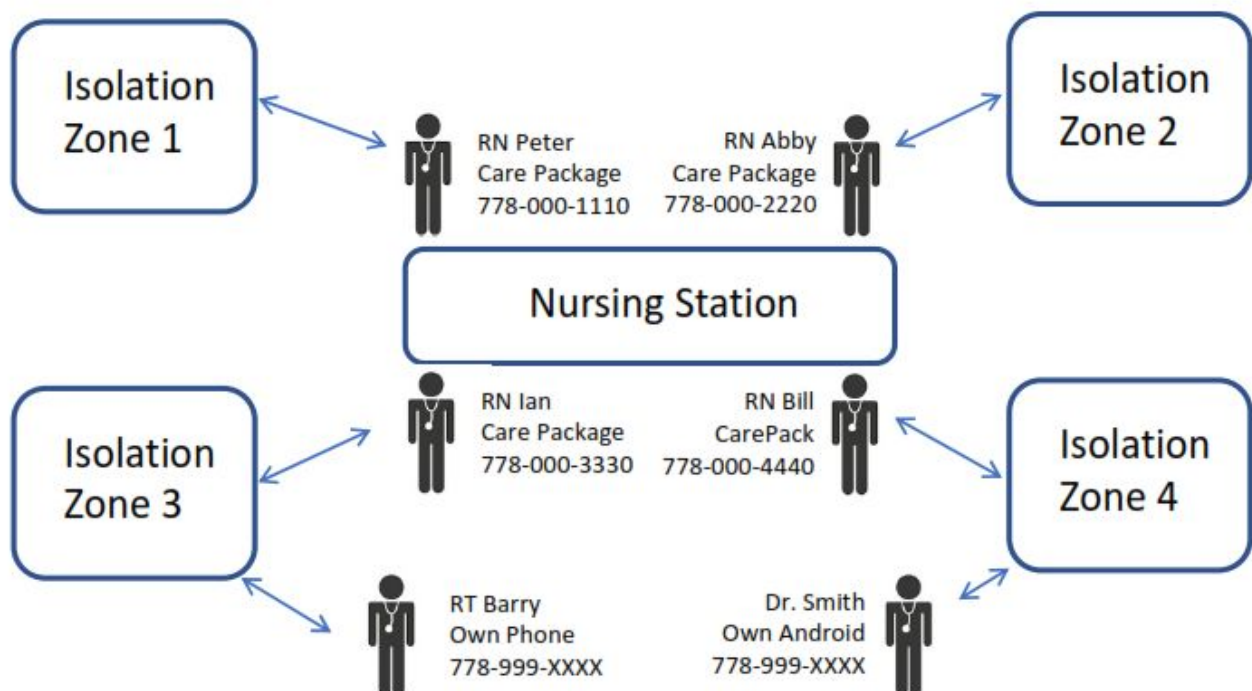 Isolation
Zone 1
Isolation
Zone 2
RN Peter
Care Package
778-000-1110
RN Abby
Care Package
778-000-2220
Nursing Station
Isolation
Zone 3
RN Ian
Care Package
778-000-3330
RN Bill
CarePack
778-000-4440
Isolation
Zone 4
RT Barry
Own Phone
778-999-XXXX
Dr. Smith
Own Android
778-999-XXXX